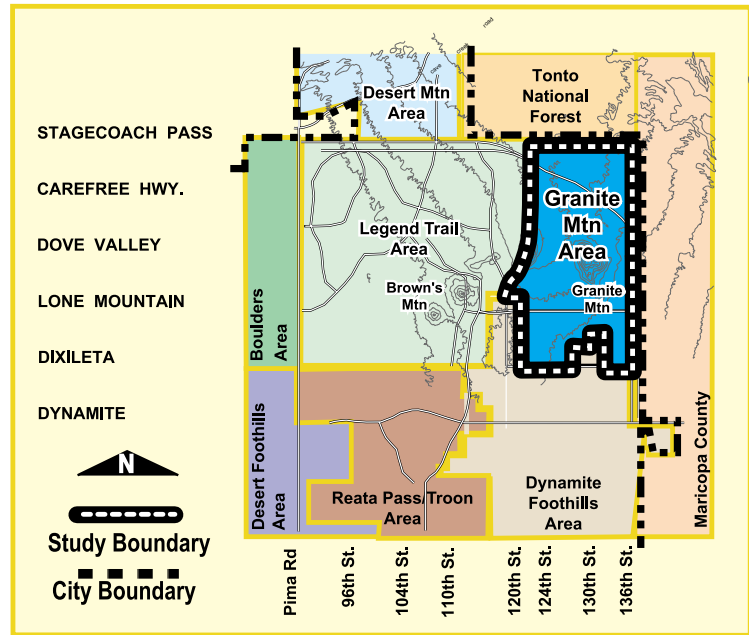 road
creek
cave
Desert Mtn
Area
Tonto
National
Forest
STAGECOACH PASS
CAREFREE HWY.
DOVE VALLEY
LONE MOUNTAIN
DIXILETA
DYNAMITE
Granite
Mtn
Area
Legend Trail
Area
Brown's
Mtn
Granite
Mtn
Boulders
Area
Desert Foothills
Area
Reata Pass/Troon
Area
Dynamite
Foothills
Area
Maricopa County
N
Study Boundary
City Boundary
Pima Rd
96th St.
104th St.
110th St.
120th St.
124th St.
130th St.
136th St.